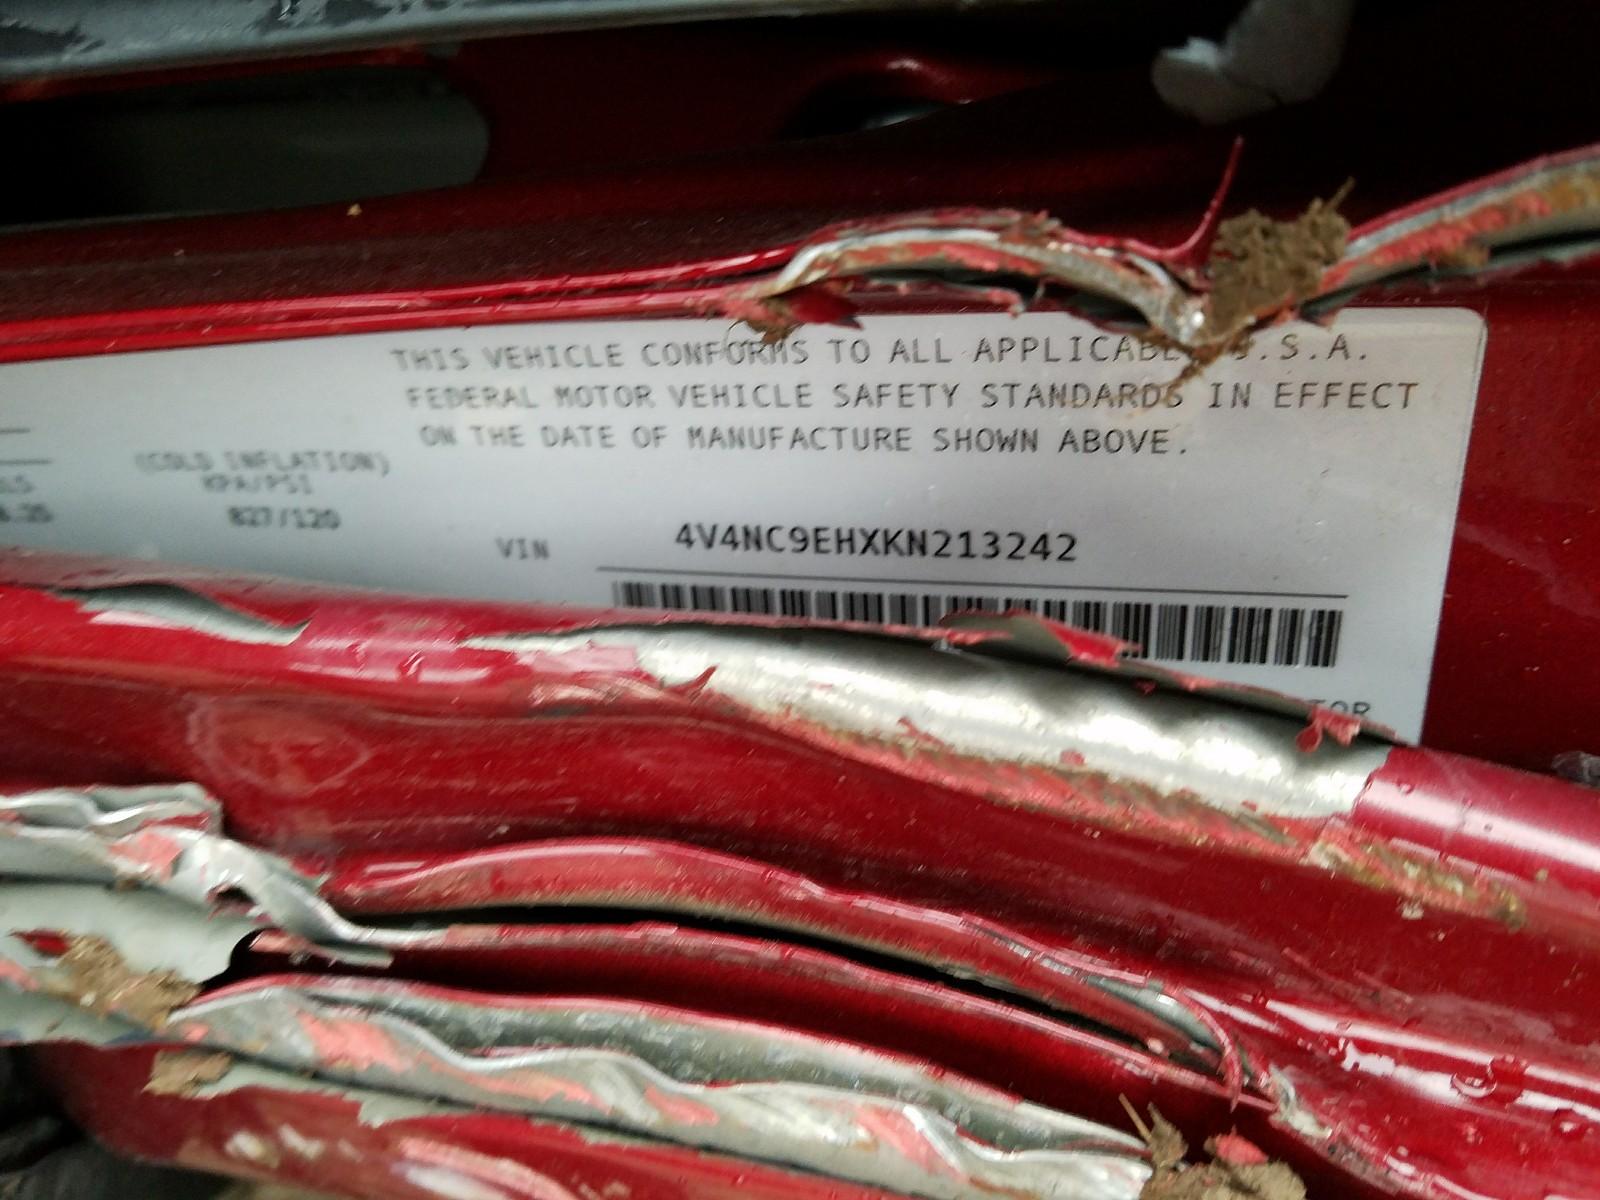 THIS VEHICLE CONFORMS TO ALL APPLICABLE U.S.A.
FEDERAL MOTOR VEHICLE SAFETY STANDARDS IN EFFECT
ON THE DATE OF MANUFACTURE SHOWN ABOVE.
(COLD INFLATION)
KPA/PSI
827/120
VIN 4V4NC9EHXKN213242